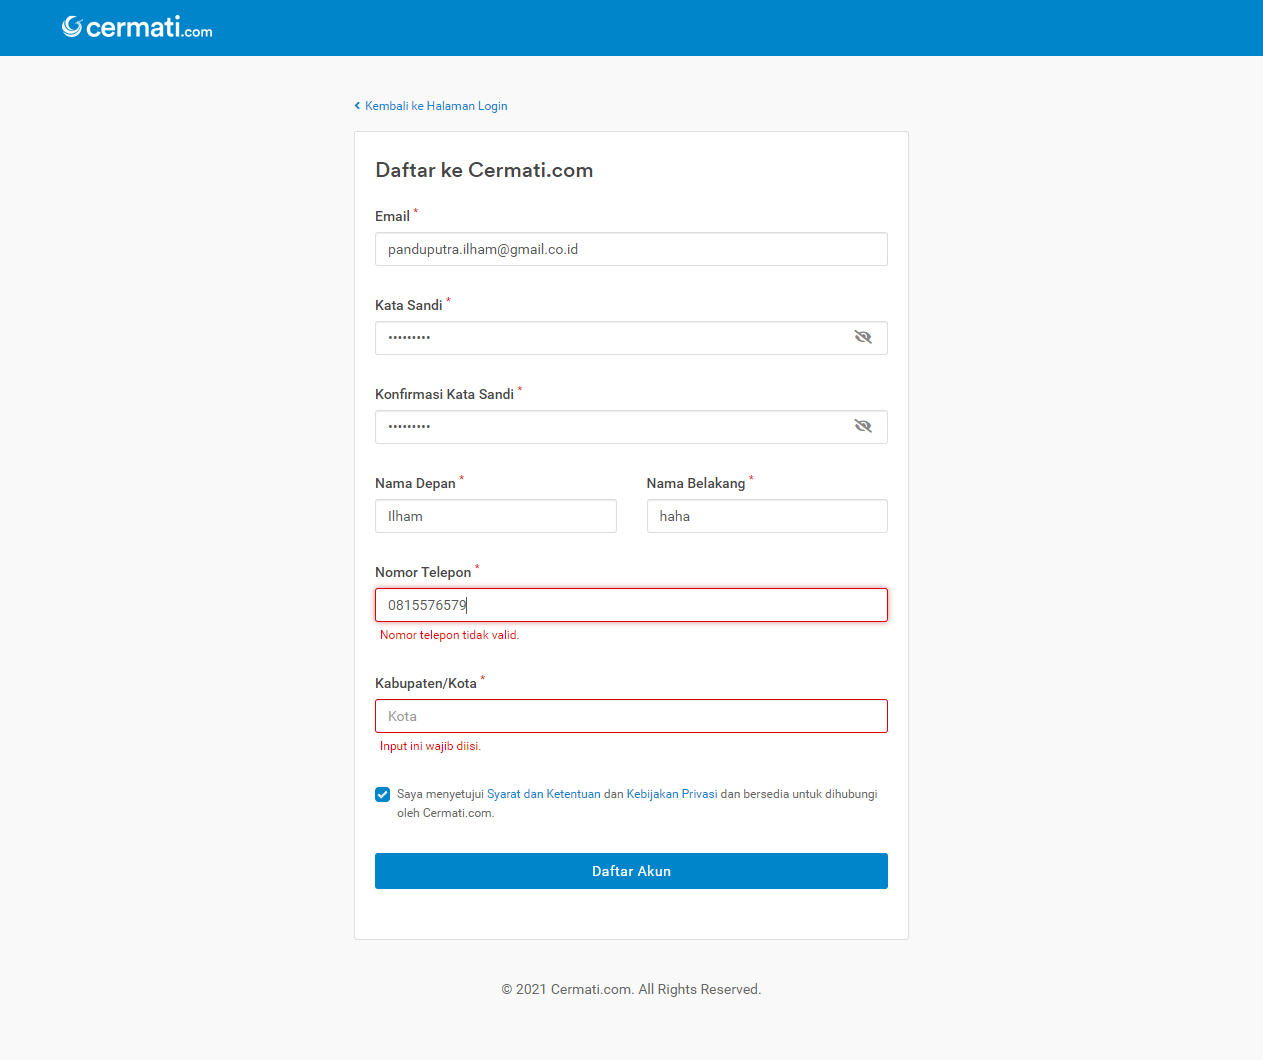 cermati.com
Kembali ke Halaman Login
Daftar ke Cermati.com
Email *
panduputra.ilham@gmail.co.id
Kata Sandi *
•••••••••
Konfirmasi Kata Sandi *
•••••••••
Nama Depan *
Nama Belakang *
Ilham
haha
Nomor Telepon *
0815576579
Nomor telepon tidak valid.
Kabupaten/Kota *
Kota
Input ini wajib diisi.
Saya menyetujui Syarat dan Ketentuan dan Kebijakan Privasi dan bersedia untuk dihubungi
oleh Cermati.com.
Daftar Akun
© 2021 Cermati.com. All Rights Reserved.